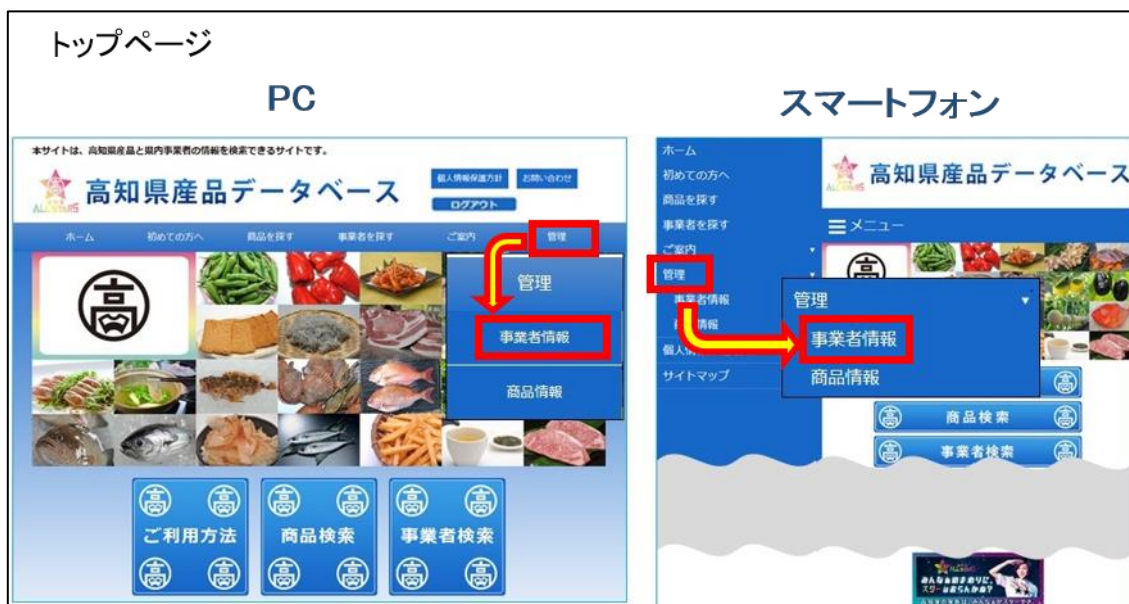 トップページ
PC
本サイトは、高知県産品と県内事業者の情報を検索できるサイトです。
ALL STARS
高知県産品データベース
個人情報保護方針
お問い合わせ
ログアウト
ホーム
初めての方へ
商品を探す
事業者を探す
ご案内
管理
高
管理
事業者情報
商品情報
ご利用方法
商品検索
事業者検索
スマートフォン
ホーム
初めての方へ
商品を探す
事業者を探す
ご案内
管理
事業者情報
サイトマップ
高知県産品データベース
メニュー
管理
事業者情報
商品情報
商品検索
事業者検索